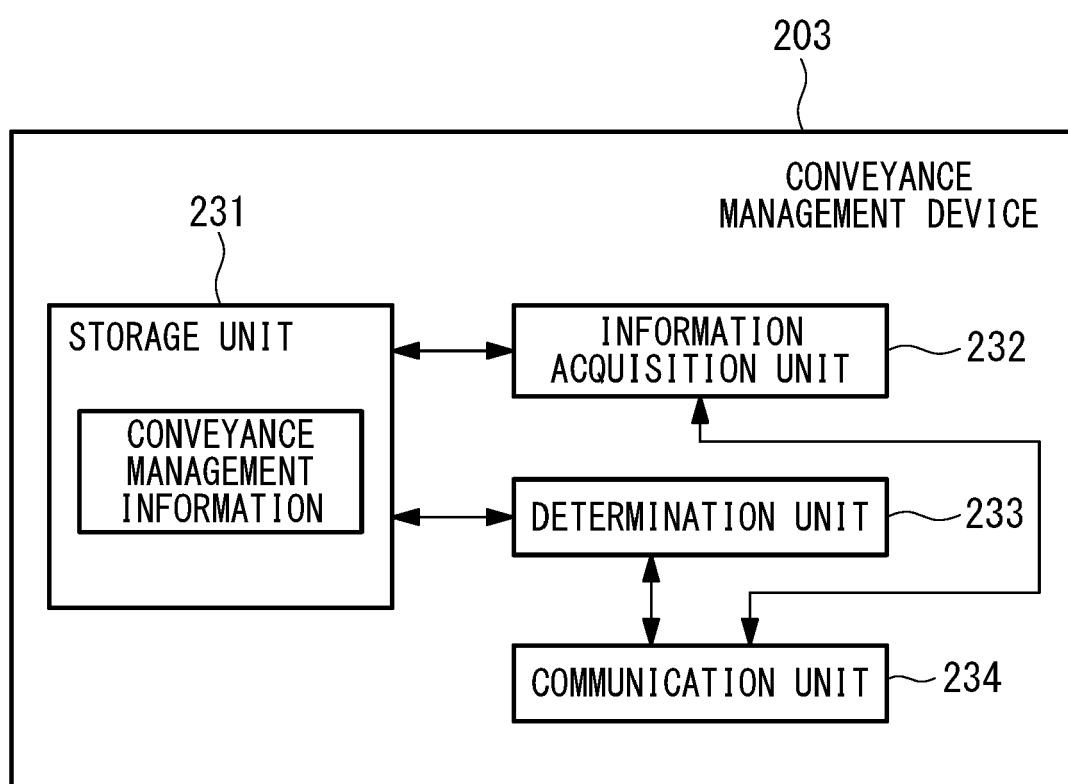 203
CONVEYANCE
MANAGEMENT DEVICE
231
STORAGE UNIT
CONVEYANCE
MANAGEMENT
INFORMATION
INFORMATION
ACQUISITION UNIT
232
DETERMINATION UNIT
233
COMMUNICATION UNIT
234